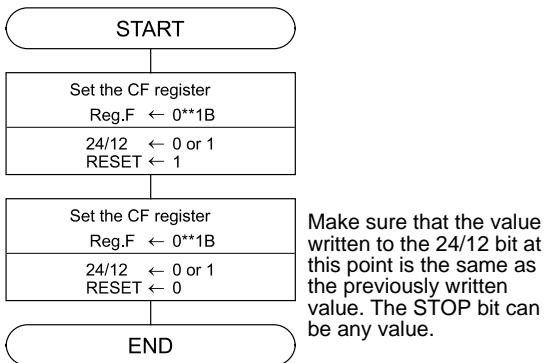 START
Set the CF register
Reg.F ← 0**1B
24/12 ← 0 or 1
RESET ← 1
Set the CF register
Reg.F ← 0**1B
24/12 ← 0 or 1
RESET ← 0
END
Make sure that the value
written to the 24/12 bit at
this point is the same as
the previously written
value. The STOP bit can
be any value.